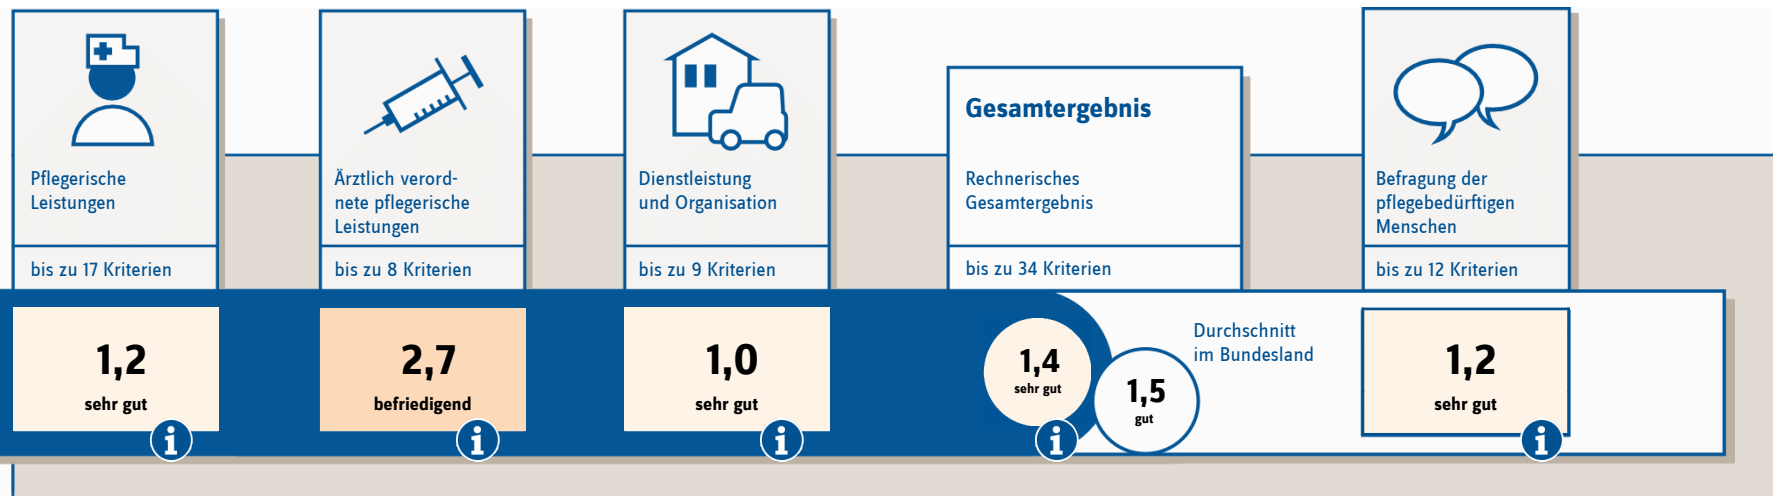 Pflegerische
Leistungen
bis zu 17 Kriterien
1,2
sehr gut
i
Ärztlich verord-
nete pflegerische
Leistungen
bis zu 8 Kriterien
2,7
befriedigend
i
Dienstleistung
und Organisation
bis zu 9 Kriterien
1,0
sehr gut
i
Gesamtergebnis
Rechnerisches
Gesamtergebnis
bis zu 34 Kriterien
1,4
sehr gut
i
1,5
gut
Durchschnitt
im Bundesland
Befragung der
pflegebedürftigen
Menschen
bis zu 12 Kriterien
1,2
sehr gut
i